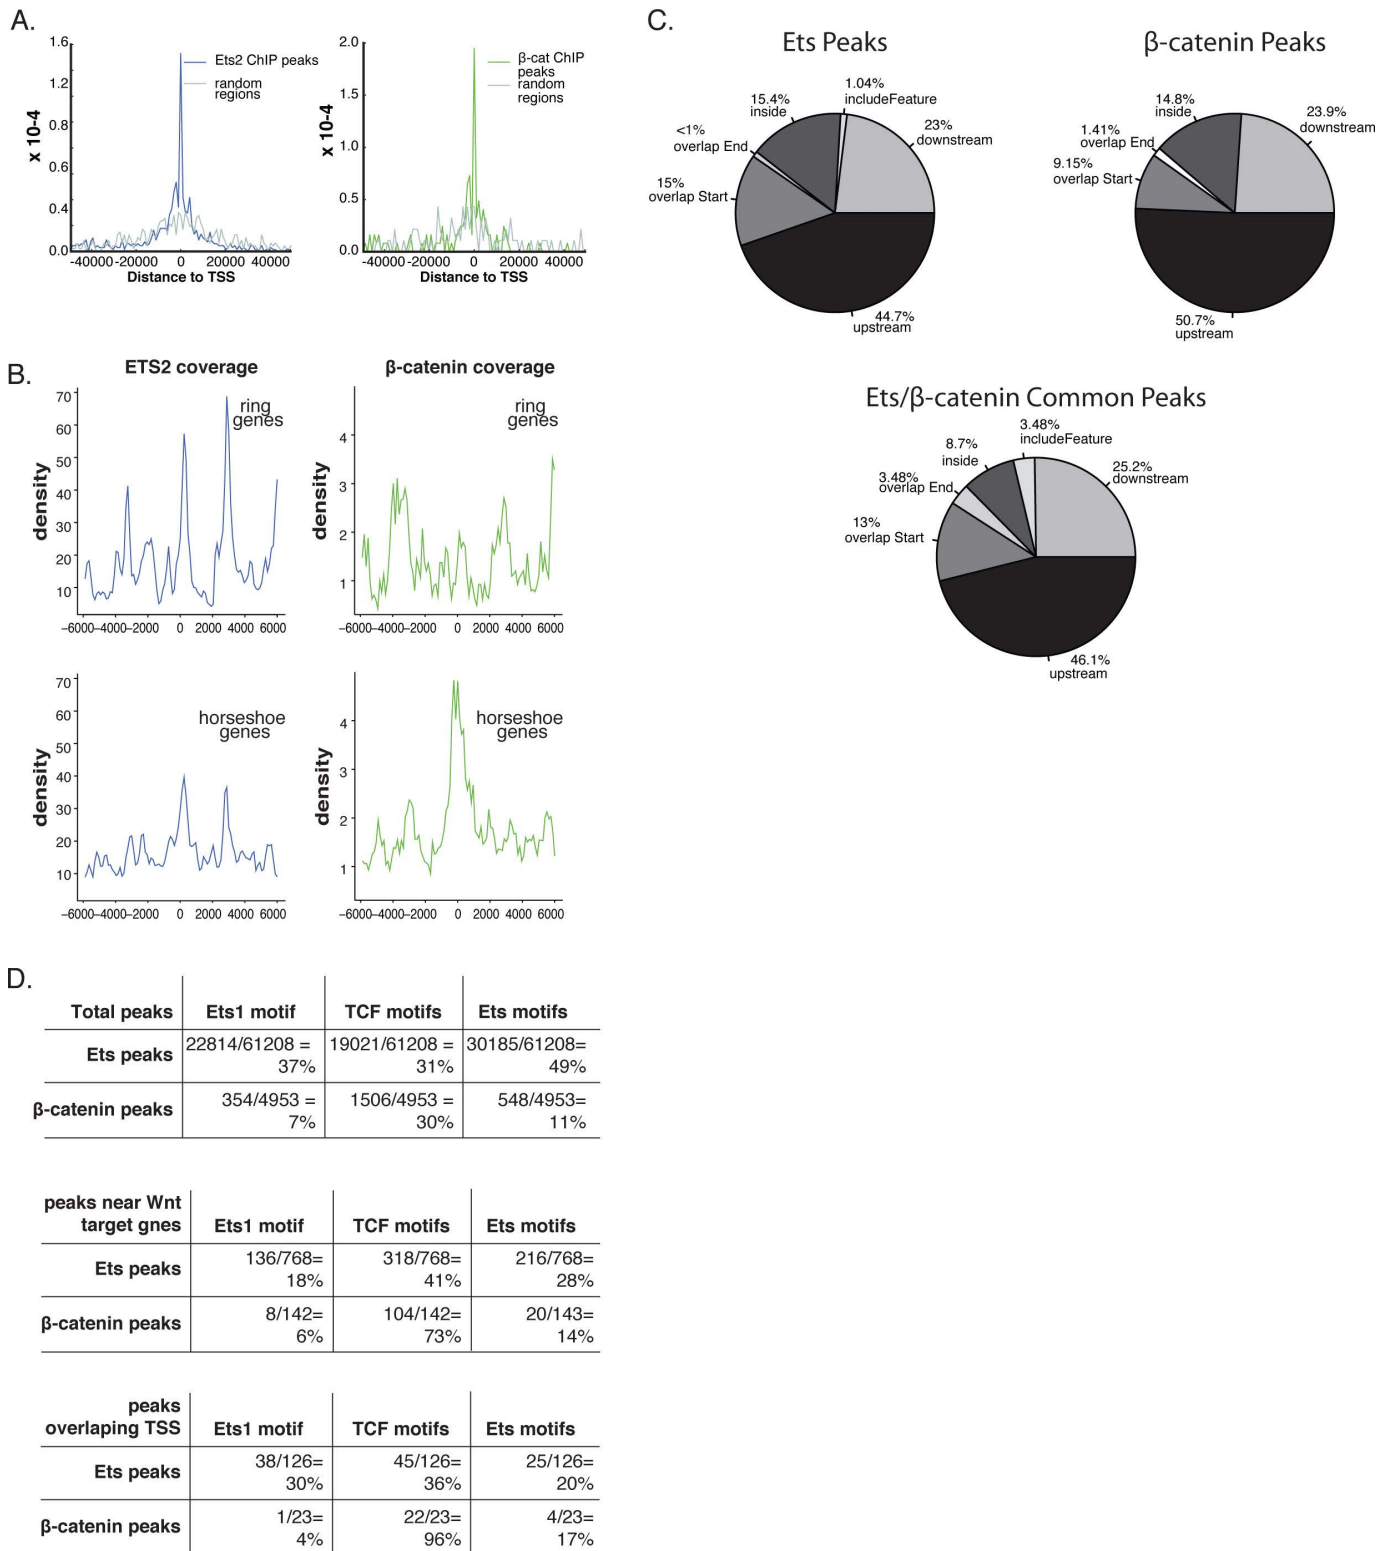 A.
1.6
1.2
0.8
0.6
0.4
0.0
x 10-4
Ets2 ChIP peaks
random
regions
-40000 -20000 0 20000 40000
Distance to TSS
2.0
1.5
1.0
0.5
0.0
x 10-4
β-cat ChIP
peaks
random
regions
-40000 -20000 0 20000 40000
Distance to TSS
B.
ETS2 coverage
70
60
50
40
30
20
10
density
ring
genes
−6000−4000−2000 0 2000 4000 6000
β-catenin coverage
4
3
2
1
density
ring
genes
−6000−4000−2000 0 2000 4000 6000
70
60
50
40
30
20
10
density
horseshoe
genes
−6000−4000−2000 0 2000 4000 6000
4
3
2
1
density
horseshoe
genes
−6000−4000−2000 0 2000 4000 6000
C.
Ets Peaks
1.04%
includeFeature
15.4%
inside
23%
downstream
<1%
overlap End
15%
overlap Start
44.7%
upstream
β-catenin Peaks
14.8%
inside
23.9%
downstream
1.41%
overlap End
9.15%
overlap Start
50.7%
upstream
Ets/β-catenin Common Peaks
3.48%
includeFeature
8.7%
inside
25.2%
downstream
3.48%
overlap End
13%
overlap Start
46.1%
upstream
D.
Total peaks Ets1 motif TCF motifs Ets motifs
Ets peaks 22814/61208 = 19021/61208 = 30185/61208=
37% 31% 49%
β-catenin peaks 354/4953 = 1506/4953 = 548/4953=
7% 30% 11%
peaks near Wnt
target gnes Ets1 motif TCF motifs Ets motifs
Ets peaks 136/768= 318/768= 216/768=
18% 41% 28%
β-catenin peaks 8/142= 104/142= 20/143=
6% 73% 14%
peaks
overlaping TSS Ets1 motif TCF motifs Ets motifs
Ets peaks 38/126= 45/126= 25/126=
30% 36% 20%
β-catenin peaks 1/23= 22/23= 4/23=
4% 96% 17%